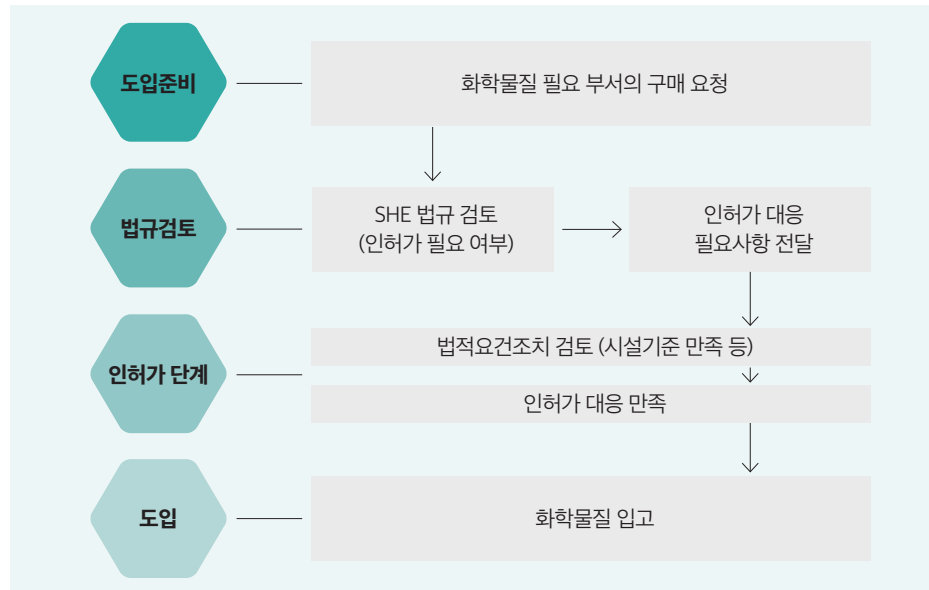 도입준비
화학물질 필요 부서의 구매 요청
법규검토
SHE 법규 검토
(인허가 필요 여부)
인허가 대응
필요사항 전달
인허가 단계
법적요건조치 검토 (시설기준 만족 등)
인허가 대응 만족
도입
화학물질 입고